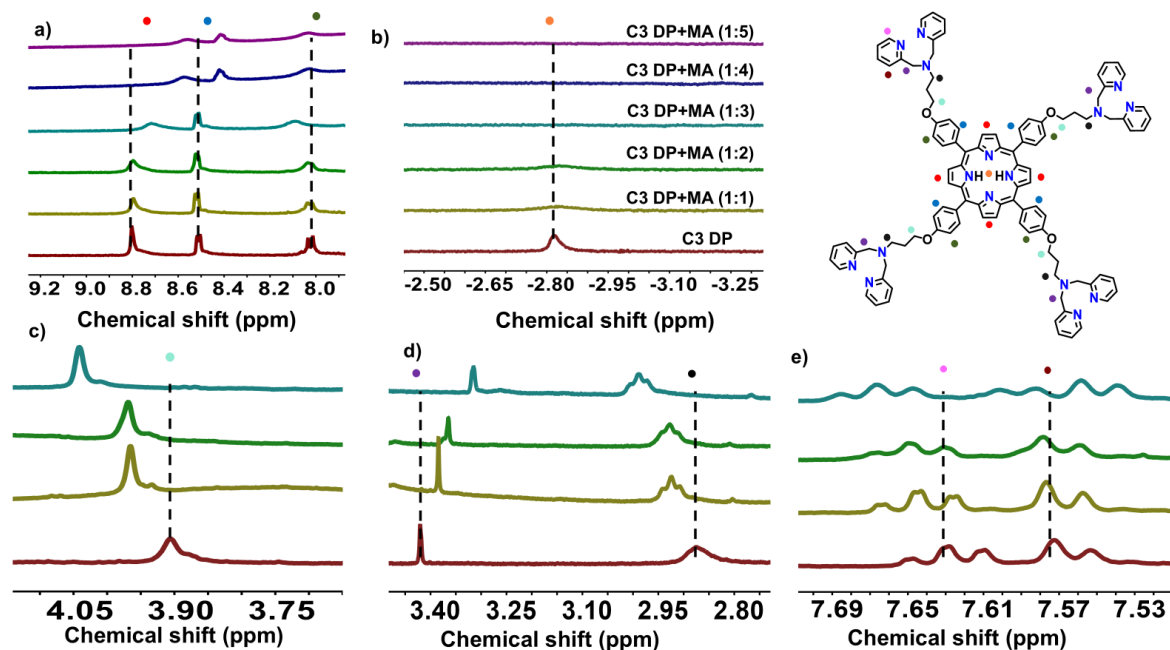 a)
9.2 9.0 8.8 8.6 8.4 8.2 8.0
Chemical shift (ppm)
b)
C3 DP+MA (1:5)
C3 DP+MA (1:4)
C3 DP+MA (1:3)
C3 DP+MA (1:2)
C3 DP+MA (1:1)
C3 DP
-2.50 -2.65 -2.80 -2.95 -3.10 -3.25
Chemical shift (ppm)
N N N N
N N
O O
N
NH HN
N
O O
N N
N N N N
c)
4.05 3.90 3.75
Chemical shift (ppm)
d)
3.40 3.25 3.10 2.95 2.80
Chemical shift (ppm)
e)
7.69 7.65 7.61 7.57 7.53
Chemical shift (ppm)